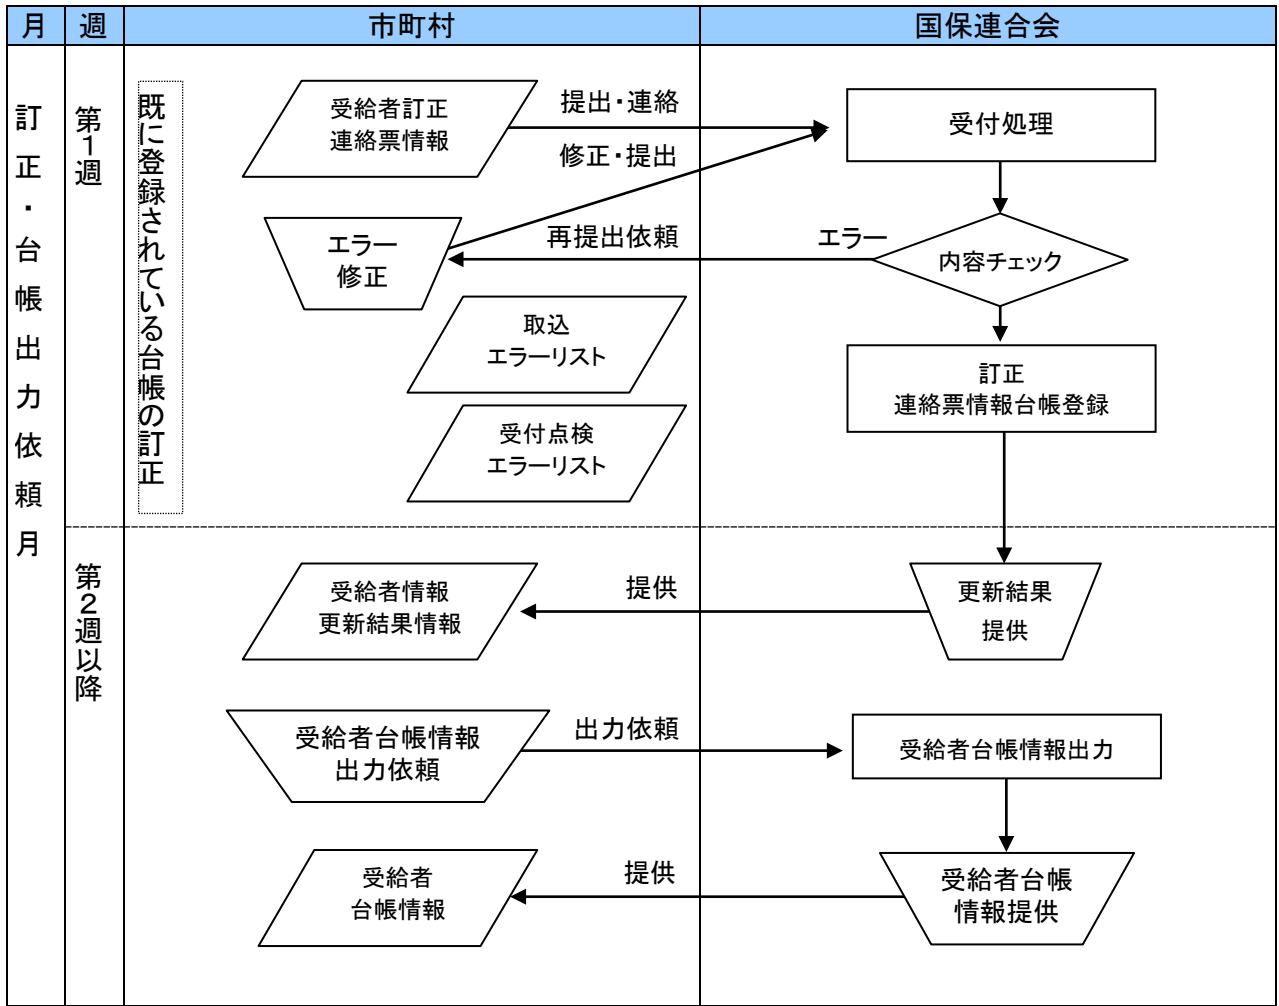 月
週
市町村
国保連合会
訂正・台帳出力依頼月
第1週
既に登録されている台帳の訂正
受給者訂正
連絡票情報
提出・連絡
受付処理
修正・提出
エラー
修正
再提出依頼
エラー
内容チェック
取込
エラーリスト
訂正
連絡票情報台帳登録
受付点検
エラーリスト
第2週以降
受給者情報
更新結果情報
提供
更新結果
提供
受給者台帳情報
出力依頼
出力依頼
受給者台帳情報出力
受給者
台帳情報
提供
受給者台帳
情報提供